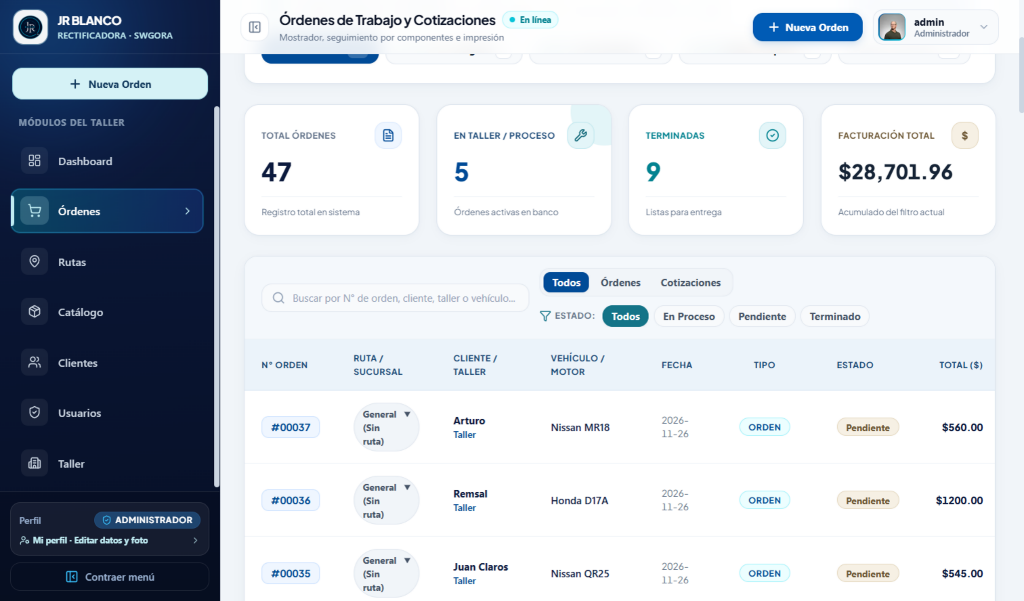 JR BLANCO
RECTIFICADORA · SWGORA
Nueva Orden
MÓDULOS DEL TALLER
Dashboard
Órdenes
Rutas
Catálogo
Clientes
Usuarios
Taller
Perfil
ADMINISTRADOR
Mi perfil · Editar datos y foto
Contraer menú
Órdenes de Trabajo y Cotizaciones
En línea
Mostrador, seguimiento por componentes e impresión
Nueva Orden
admin
Administrador
TOTAL ÓRDENES
47
Registro total en sistema
EN TALLER / PROCESO
5
Órdenes activas en banco
TERMINADAS
9
Listas para entrega
FACTURACIÓN TOTAL
$
$28,701.96
Acumulado del filtro actual
Buscar por N° de orden, cliente, taller o vehículo...
Todos Órdenes Cotizaciones
ESTADO: Todos En Proceso Pendiente Terminado
N° ORDEN
RUTA /
SUCURSAL
CLIENTE /
TALLER
VEHÍCULO /
MOTOR
FECHA
TIPO
ESTADO
TOTAL ($)
#00037
General
(Sin
ruta)
Arturo
Taller
Nissan MR18
2026-
11-26
ORDEN
Pendiente
$560.00
#00036
General
(Sin
ruta)
Remsal
Taller
Honda D17A
2026-
11-26
ORDEN
Pendiente
$1200.00
#00035
General
(Sin
ruta)
Juan Claros
Taller
Nissan QR25
2026-
11-26
ORDEN
Pendiente
$545.00